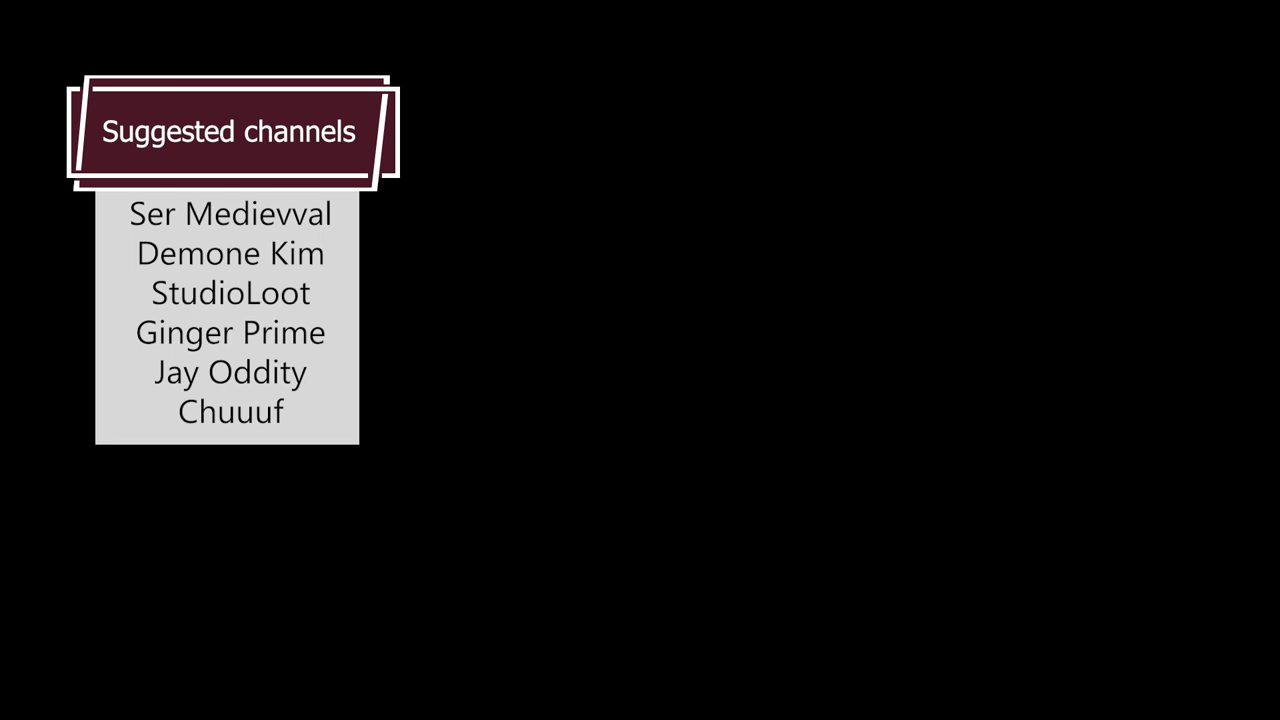 Suggested channels
Ser Medievval
Demone Kim
StudioLoot
Ginger Prime
Jay Oddity
Chuuuf